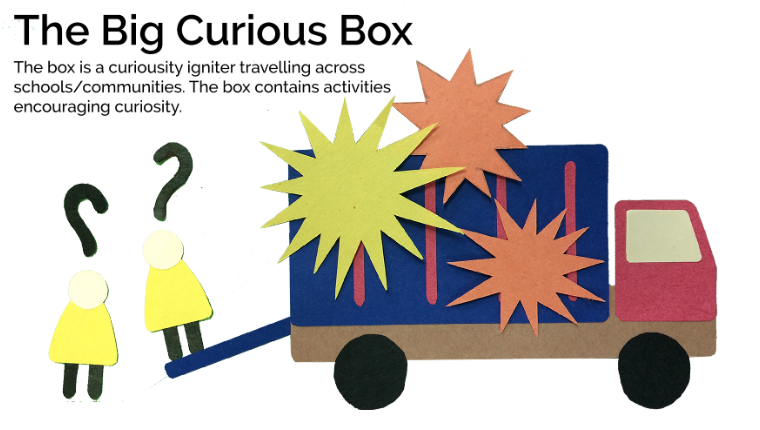 The Big Curious Box
The box is a curiousity igniter travelling across
schools/communities. The box contains activities
encouraging curiosity.